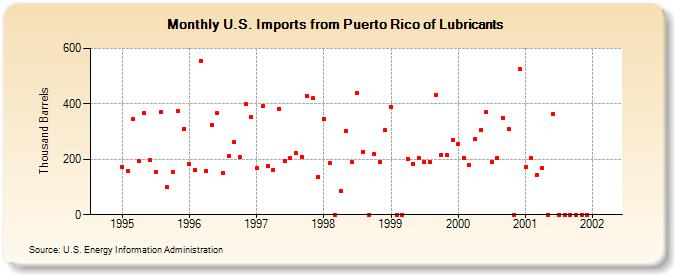 Monthly U.S. Imports from Puerto Rico of Lubricants
Thousand Barrels
600
400
200
0
1995 1996 1997 1998 1999 2000 2001 2002
Source: U.S. Energy Information Administration